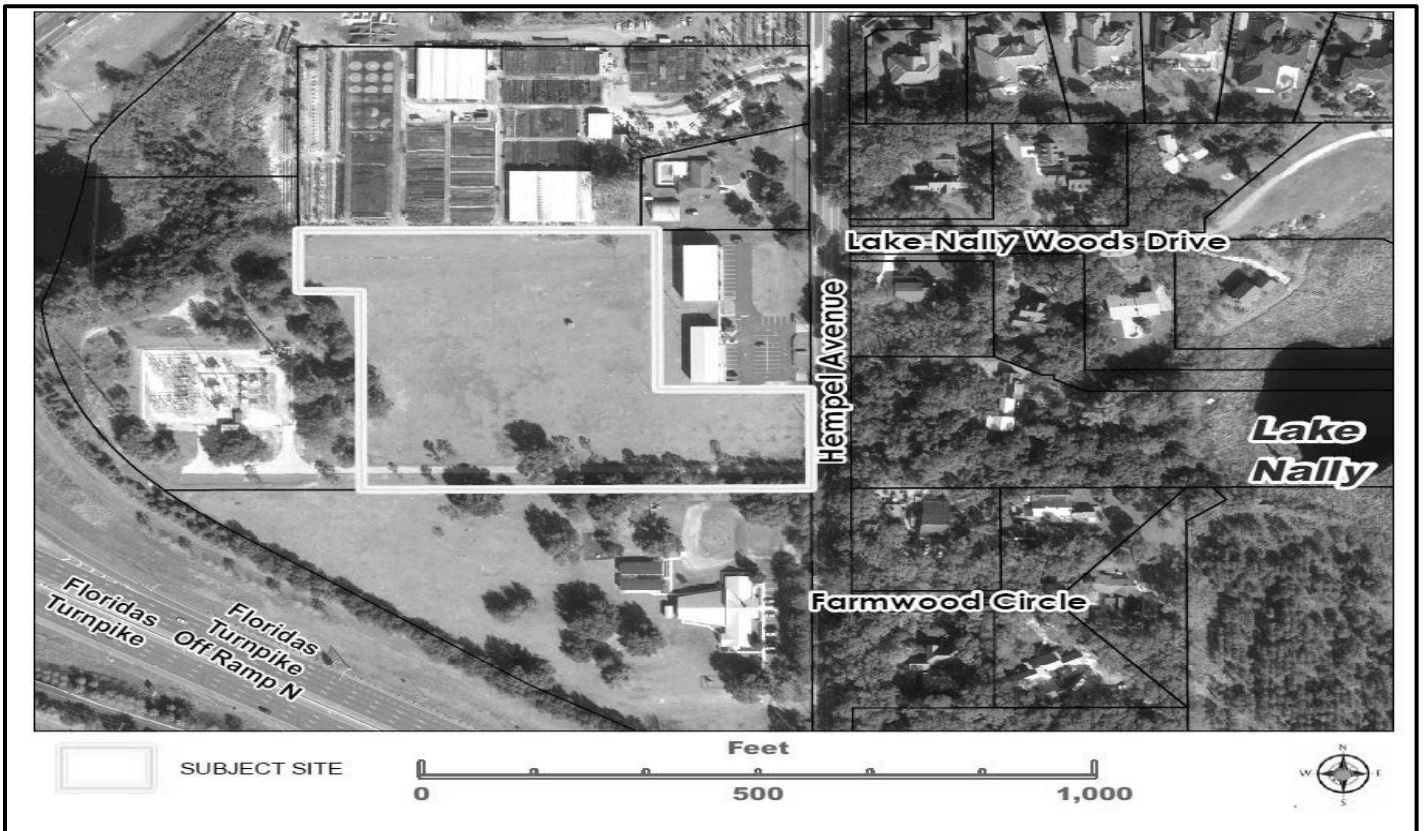 Lake Nally Woods Drive
Hempel Avenue
Lake
Nally
Farmwood Circle
Floridas
Turnpike
Floridas
Turnpike
Off Ramp N
SUBJECT SITE
Feet
0 500 1,000
N
W E
S